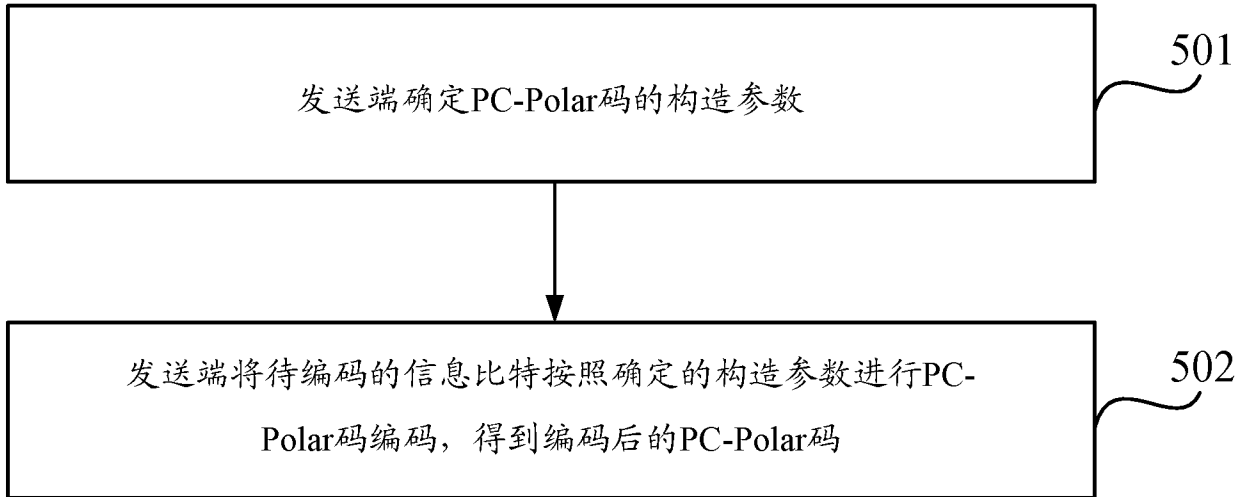 发送端确定PC-Polar码的构造参数
501
发送端将待编码的信息比特按照确定的构造参数进行PC-
Polar码编码，得到编码后的PC-Polar码
502